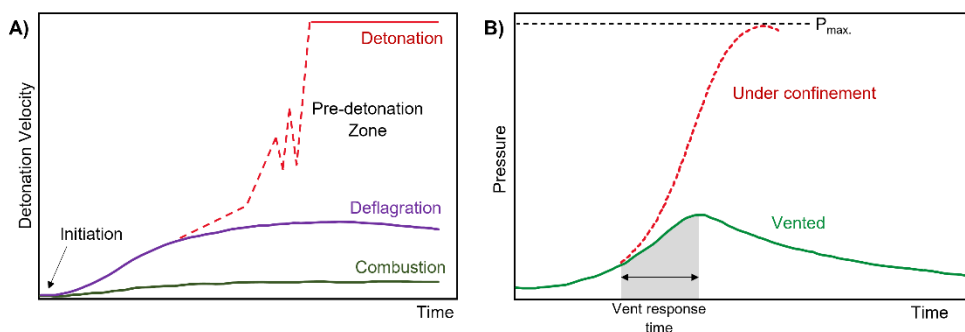 A)
Detonation Velocity
Detonation
Pre-detonation
Zone
Deflagration
Initiation
Combustion
Time
B)
Pressure
Pmax.
Under confinement
Vented
Vent response
time
Time